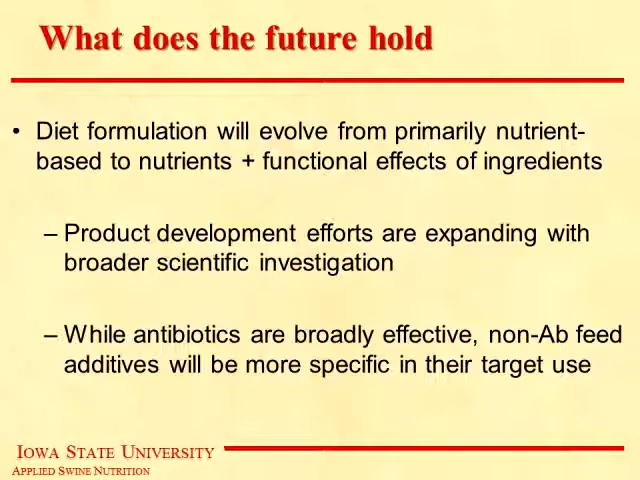 What does the future hold
• Diet formulation will evolve from primarily nutrient-
based to nutrients + functional effects of ingredients
– Product development efforts are expanding with
broader scientific investigation
– While antibiotics are broadly effective, non-Ab feed
additives will be more specific in their target use
IOWA STATE UNIVERSITY
APPLIED SWINE NUTRITION